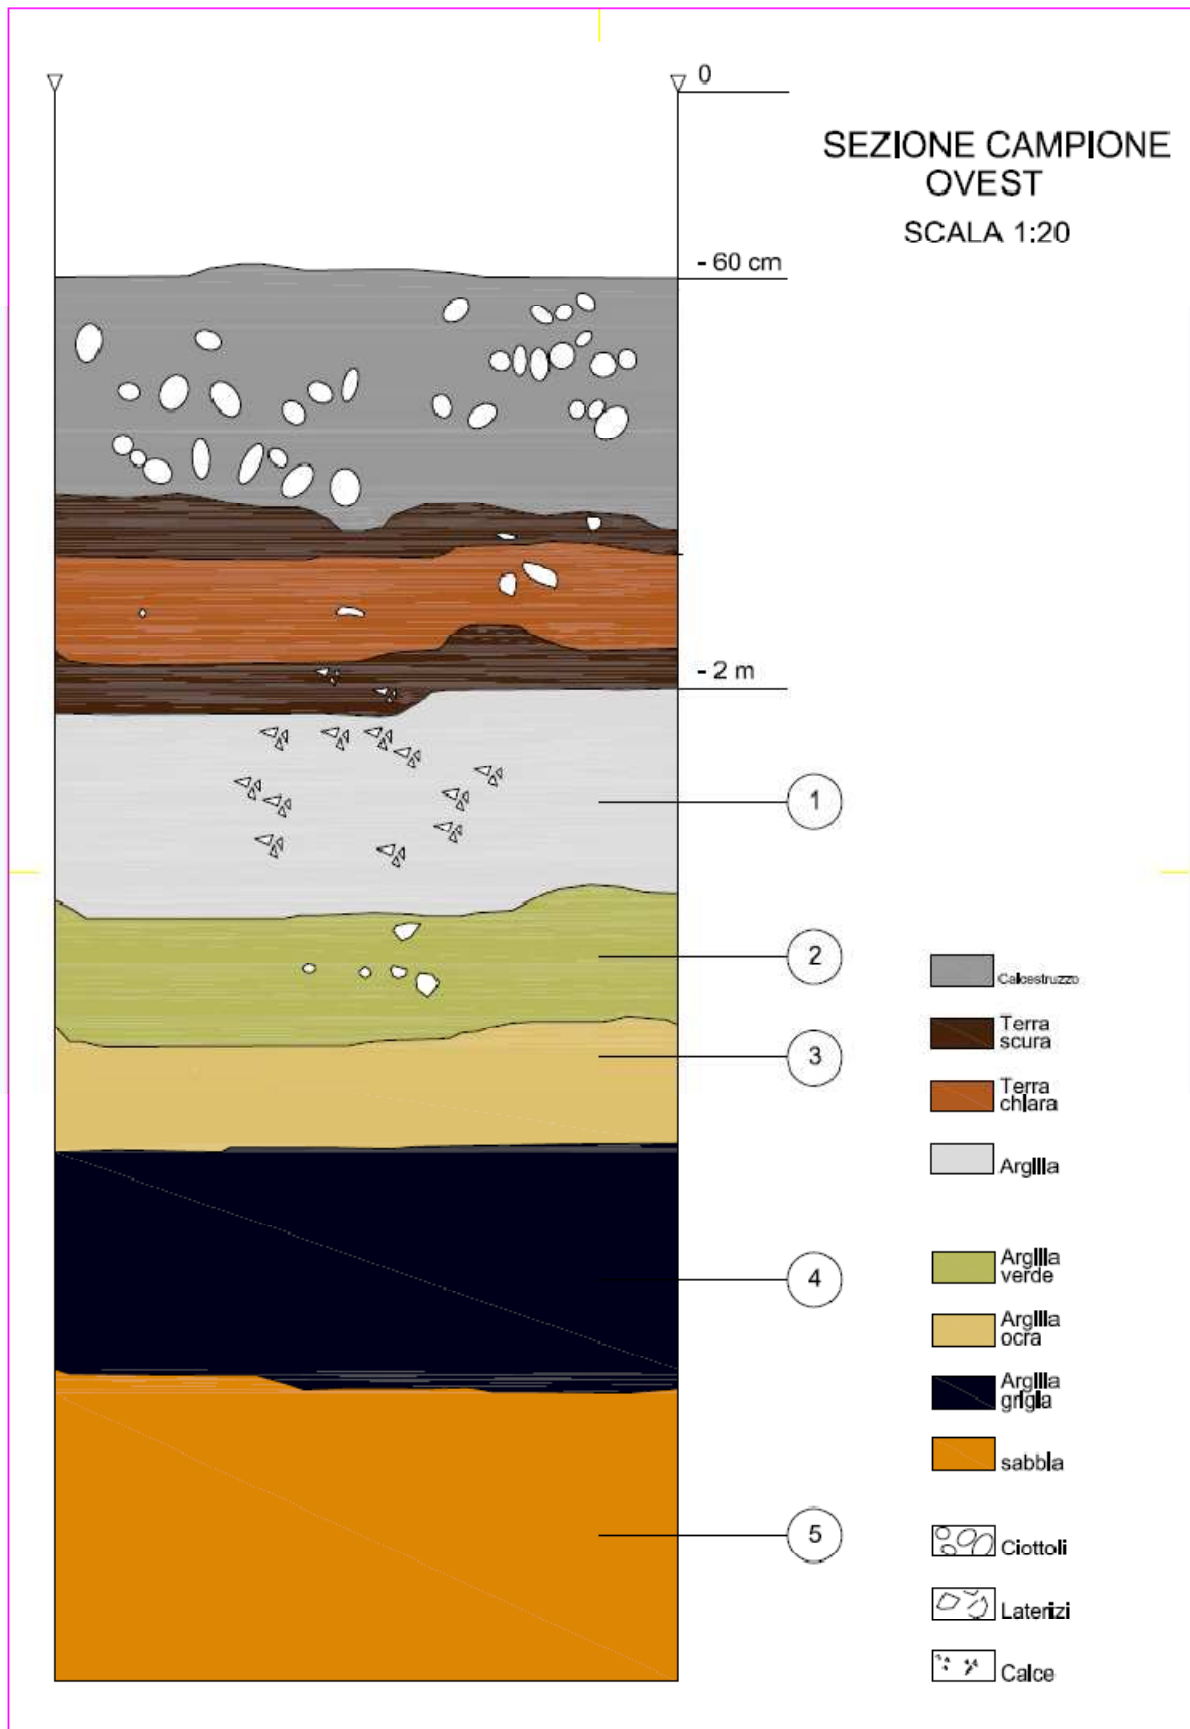 0
SEZIONE CAMPIONE
OVEST
SCALA 1:20
- 60 cm
- 2 m
1
2
3
4
5
Calcestruzzo
Terra
scura
Terra
chiara
Argilla
Argilla
verde
Argilla
ocra
Argilla
grigia
sabbia
Ciottoli
Laterizi
Calce